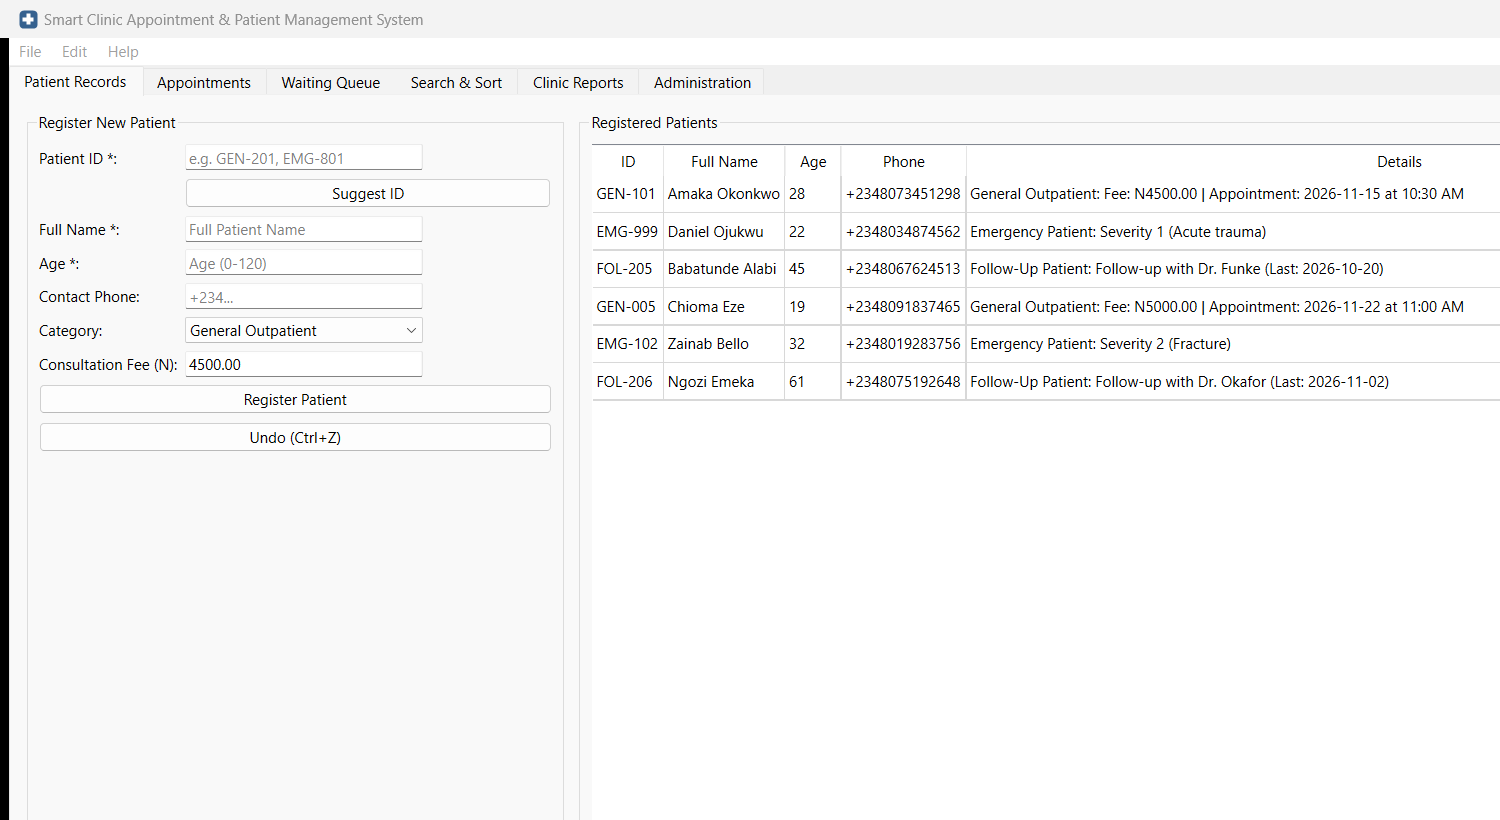 Smart Clinic Appointment & Patient Management System
File Edit Help
Patient Records Appointments Waiting Queue Search & Sort Clinic Reports Administration
Register New Patient
Patient ID *: e.g. GEN-201, EMG-801
Suggest ID
Full Name *: Full Patient Name
Age *: Age (0-120)
Contact Phone: +234...
Category: General Outpatient
Consultation Fee (N): 4500.00
Register Patient
Undo (Ctrl+Z)
Registered Patients
ID Full Name Age Phone Details
GEN-101 Amaka Okonkwo 28 +2348073451298 General Outpatient: Fee: N4500.00 | Appointment: 2026-11-15 at 10:30 AM
EMG-999 Daniel Ojukwu 22 +2348034874562 Emergency Patient: Severity 1 (Acute trauma)
FOL-205 Babatunde Alabi 45 +2348067624513 Follow-Up Patient: Follow-up with Dr. Funke (Last: 2026-10-20)
GEN-005 Chioma Eze 19 +2348091837465 General Outpatient: Fee: N5000.00 | Appointment: 2026-11-22 at 11:00 AM
EMG-102 Zainab Bello 32 +2348019283756 Emergency Patient: Severity 2 (Fracture)
FOL-206 Ngozi Emeka 61 +2348075192648 Follow-Up Patient: Follow-up with Dr. Okafor (Last: 2026-11-02)